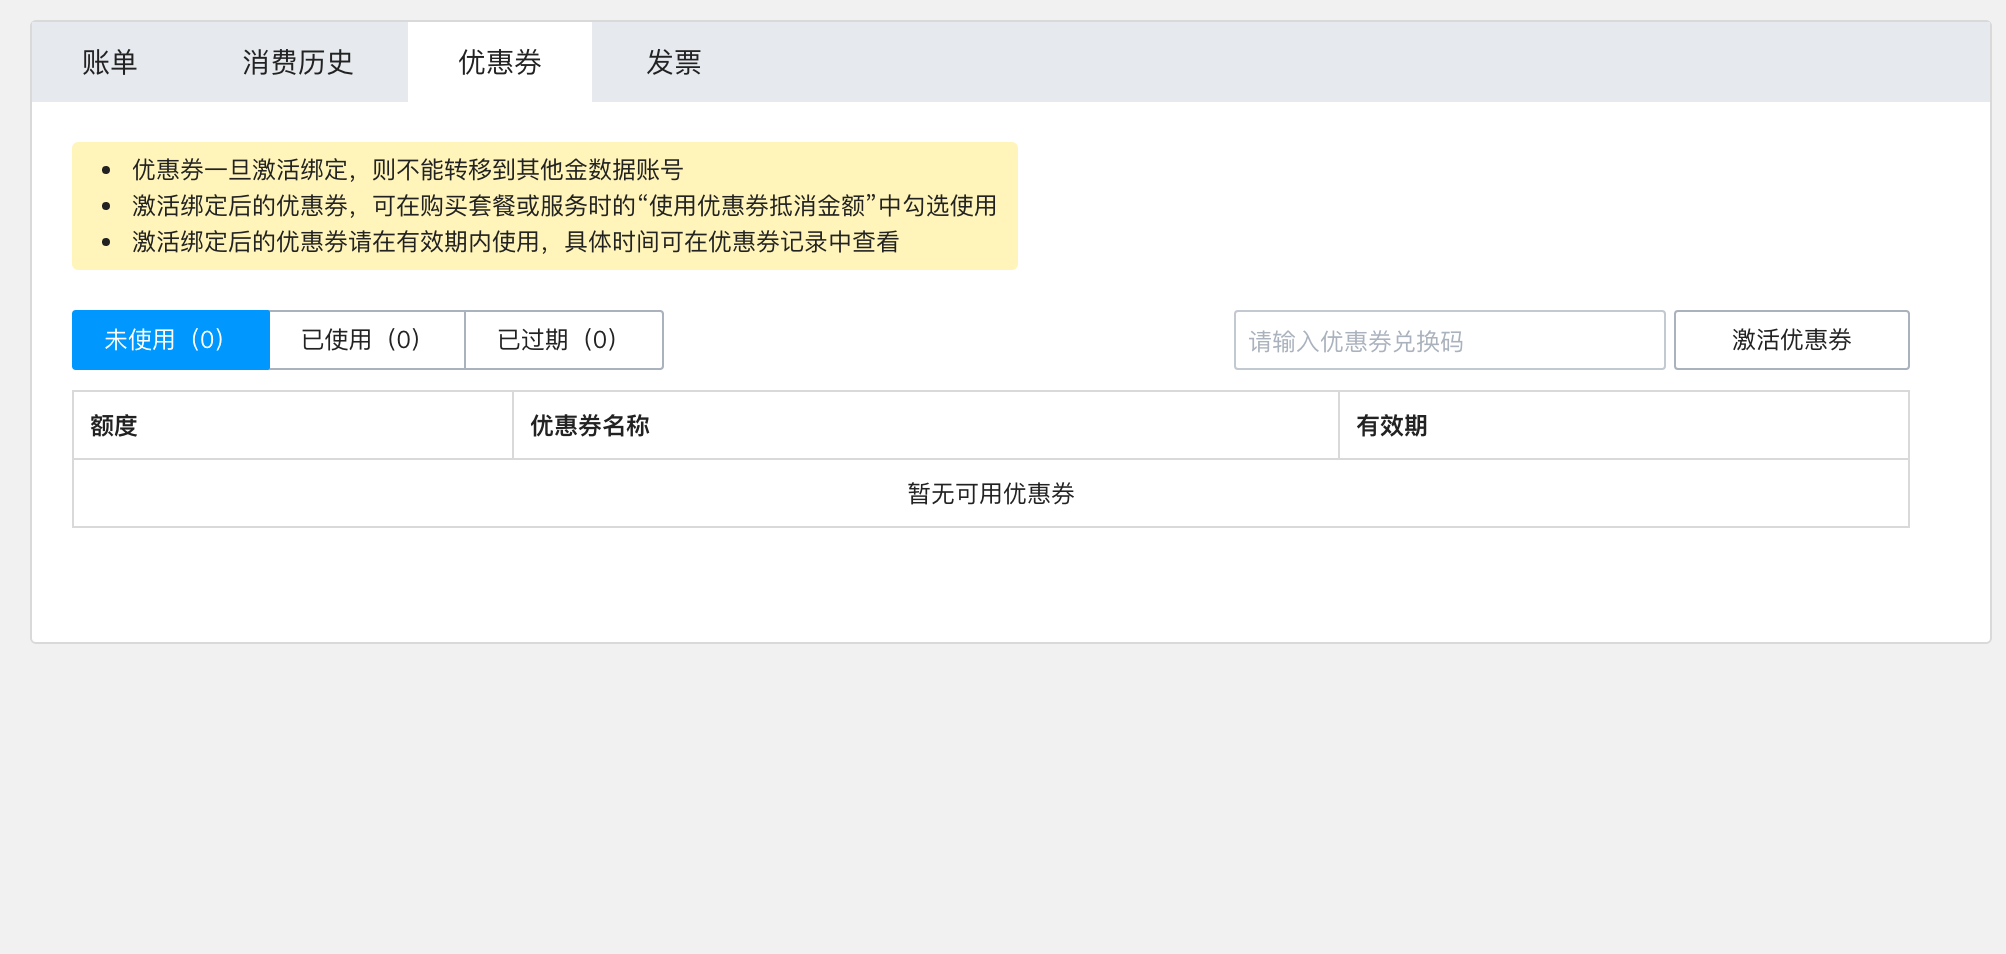 账单 消费历史 优惠券 发票
优惠券一旦激活绑定，则不能转移到其他金数据账号
激活绑定后的优惠券，可在购买套餐或服务时的“使用优惠券抵消金额”中勾选使用
激活绑定后的优惠券请在有效期内使用，具体时间可在优惠券记录中查看
未使用（0） 已使用（0） 已过期（0） 请输入优惠券兑换码 激活优惠券
额度 优惠券名称 有效期
暂无可用优惠券